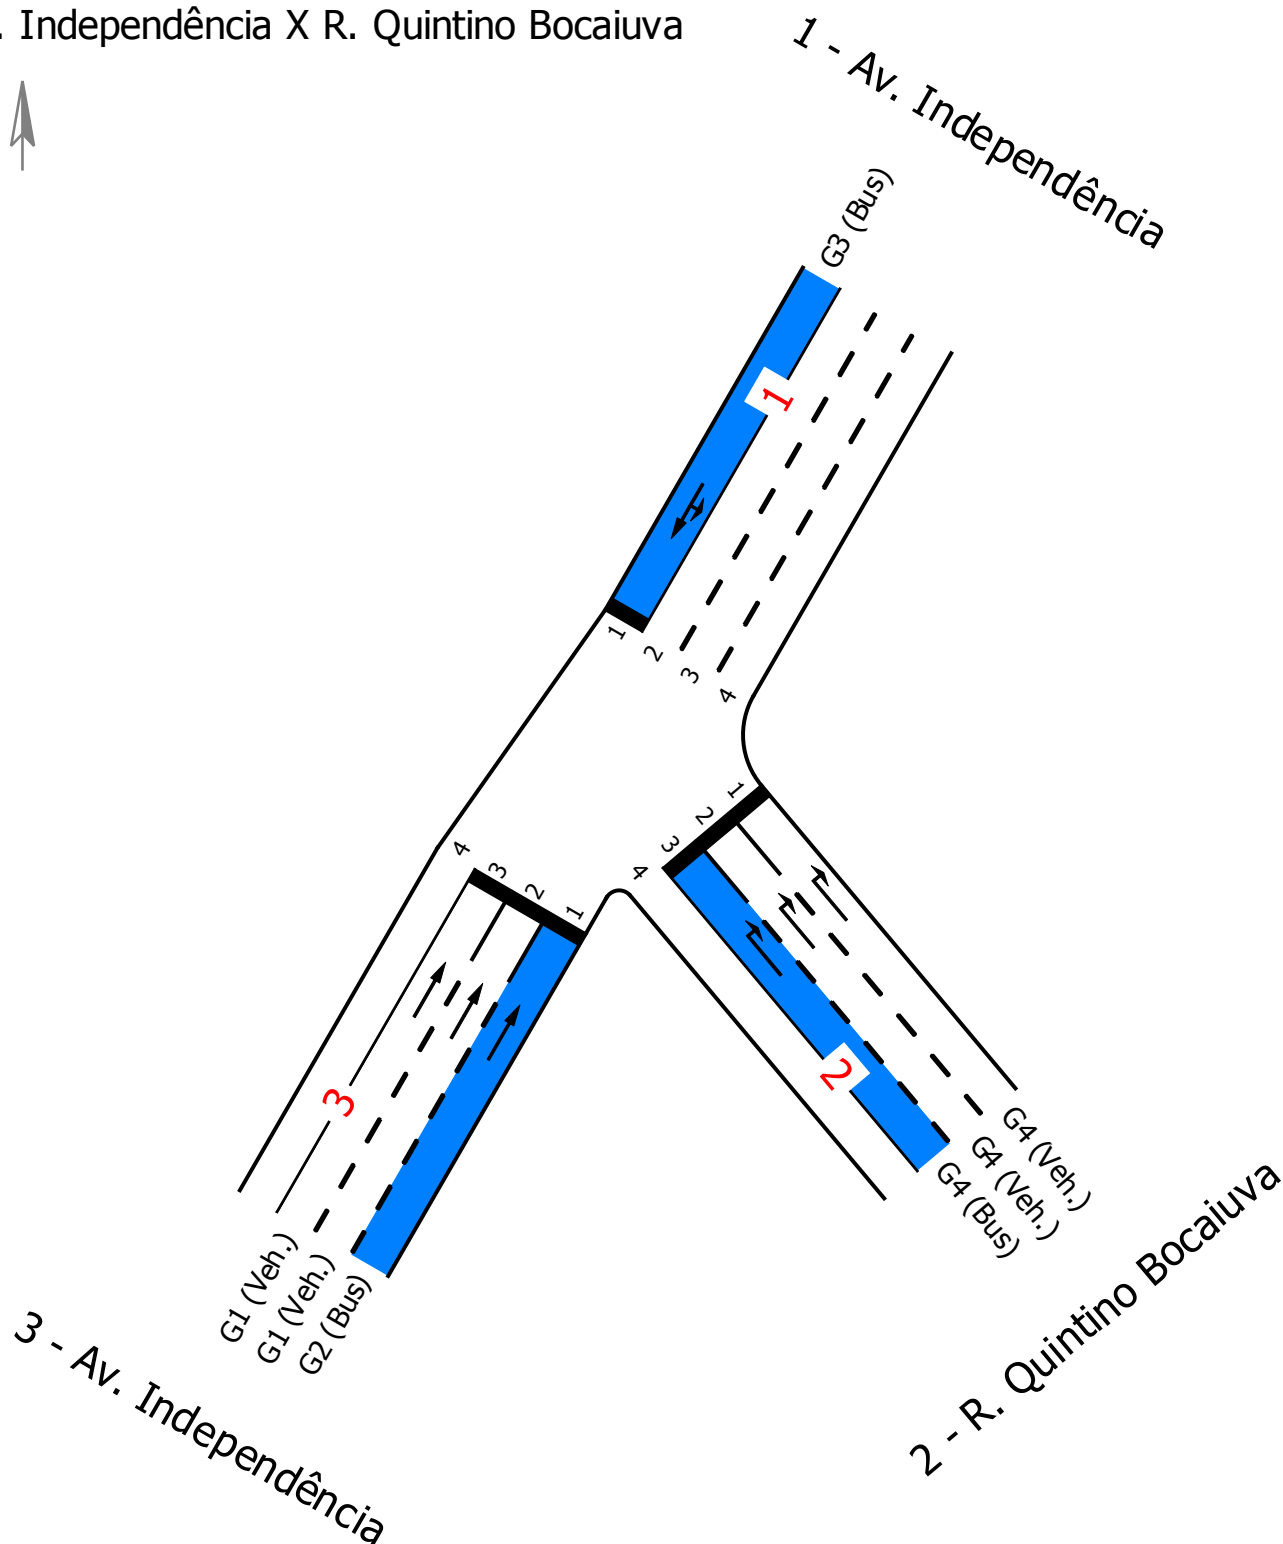 . Independência X R. Quintino Bocaiuva
1 - Av. Independência
G3 (Bus)
1
1
2
3
4
1
2
3
4
4
3
2
1
2
3
G4 (Veh.)
G4 (Veh.)
G4 (Bus)
G1 (Veh.)
G1 (Veh.)
G2 (Bus)
2 - R. Quintino Bocaiuva
3 - Av. Independência